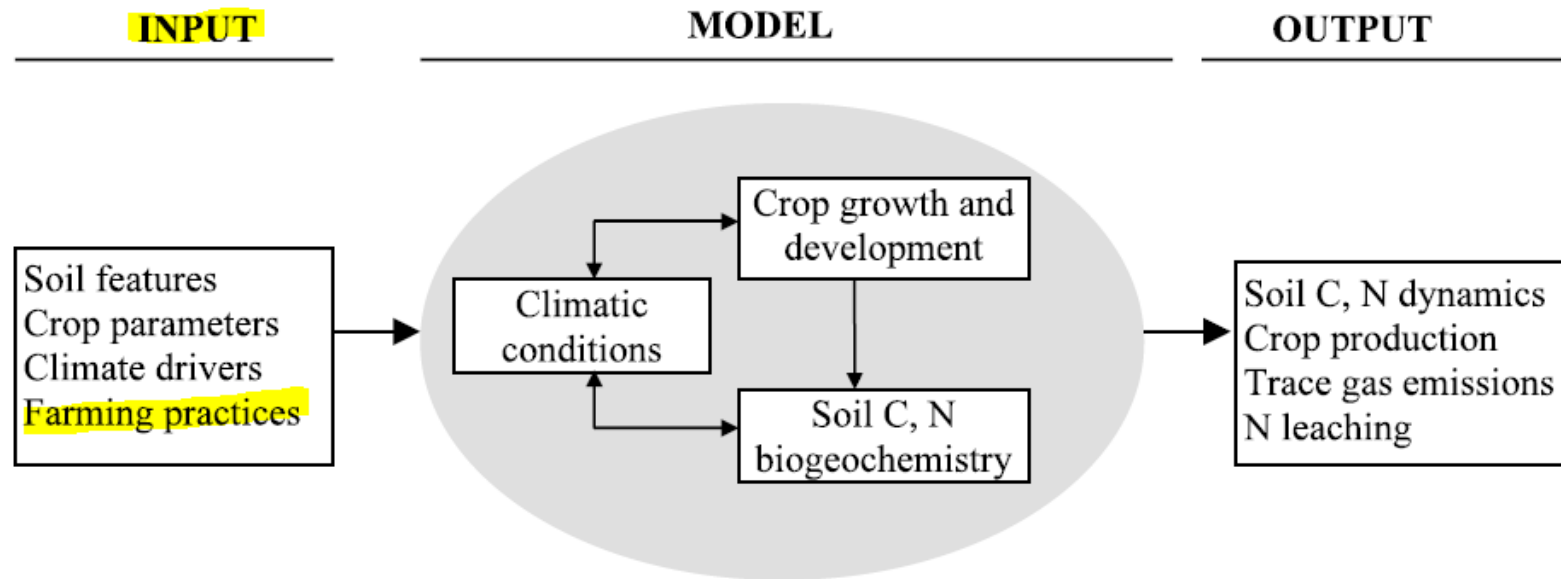 INPUT
MODEL
OUTPUT
Soil features
Crop parameters
Climate drivers
Farming practices
Climatic
conditions
Crop growth and
development
Soil C, N
biogeochemistry
Soil C, N dynamics
Crop production
Trace gas emissions
N leaching